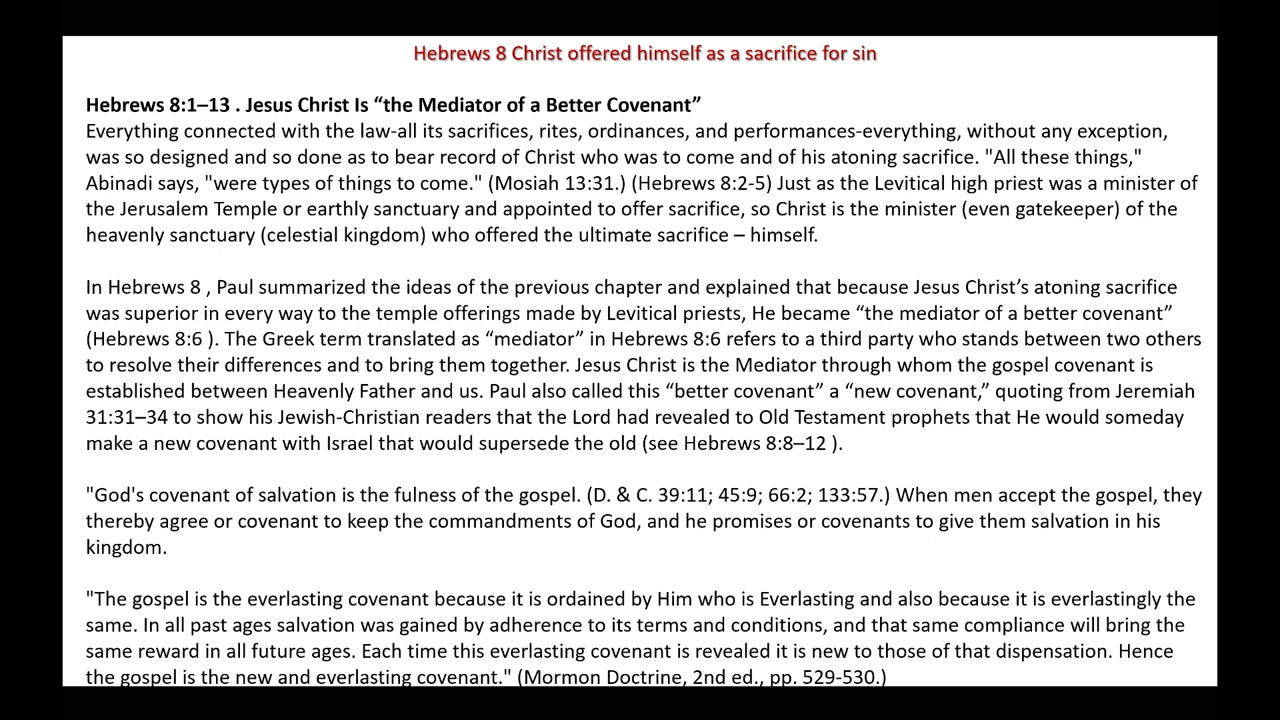 Hebrews 8 Christ offered himself as a sacrifice for sin
Hebrews 8:1–13 . Jesus Christ Is “the Mediator of a Better Covenant”
Everything connected with the law-all its sacrifices, rites, ordinances, and performances-everything, without any exception,
was so designed and so done as to bear record of Christ who was to come and of his atoning sacrifice. "All these things,"
Abinadi says, "were types of things to come." (Mosiah 13:31.) (Hebrews 8:2-5) Just as the Levitical high priest was a minister of
the Jerusalem Temple or earthly sanctuary and appointed to offer sacrifice, so Christ is the minister (even gatekeeper) of the
heavenly sanctuary (celestial kingdom) who offered the ultimate sacrifice – himself.
In Hebrews 8 , Paul summarized the ideas of the previous chapter and explained that because Jesus Christ’s atoning sacrifice
was superior in every way to the temple offerings made by Levitical priests, He became “the mediator of a better covenant”
(Hebrews 8:6 ). The Greek term translated as “mediator” in Hebrews 8:6 refers to a third party who stands between two others
to resolve their differences and to bring them together. Jesus Christ is the Mediator through whom the gospel covenant is
established between Heavenly Father and us. Paul also called this “better covenant” a “new covenant,” quoting from Jeremiah
31:31–34 to show his Jewish-Christian readers that the Lord had revealed to Old Testament prophets that He would someday
make a new covenant with Israel that would supersede the old (see Hebrews 8:8–12 ).
"God's covenant of salvation is the fulness of the gospel. (D. & C. 39:11; 45:9; 66:2; 133:57.) When men accept the gospel, they
thereby agree or covenant to keep the commandments of God, and he promises or covenants to give them salvation in his
kingdom.
"The gospel is the everlasting covenant because it is ordained by Him who is Everlasting and also because it is everlastingly the
same. In all past ages salvation was gained by adherence to its terms and conditions, and that same compliance will bring the
same reward in all future ages. Each time this everlasting covenant is revealed it is new to those of that dispensation. Hence
the gospel is the new and everlasting covenant." (Mormon Doctrine, 2nd ed., pp. 529-530.)